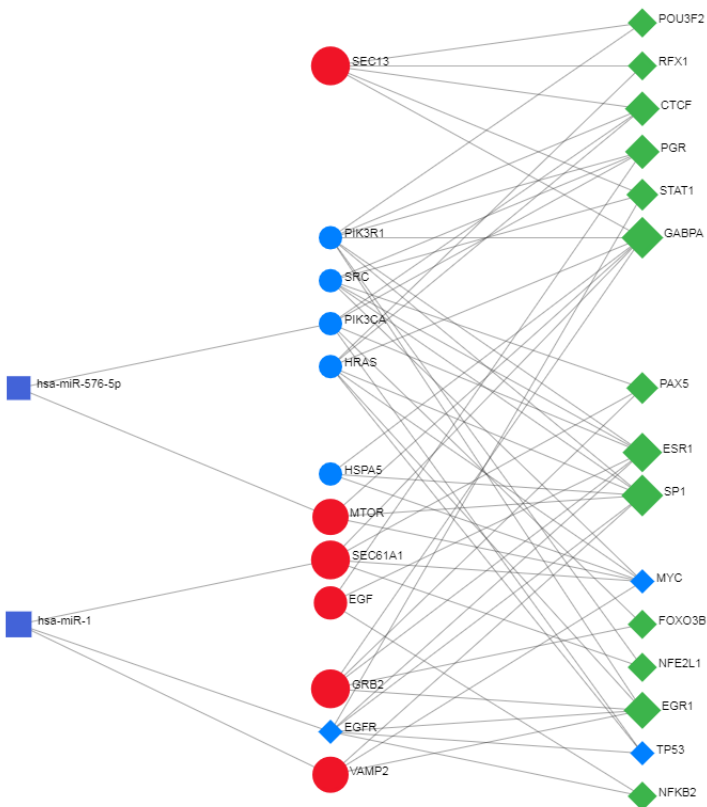 POU3F2
SEC13
RFX1
CTCF
PGR
STAT1
PIK3R1
GABPA
SRC
PIK3CA
HRAS
hsa-miR-576-5p
PAX5
ESR1
HSPA5
SP1
MTOR
SEC61A1
MYC
EGF
hsa-miR-1
FOXO3B
NFE2L1
GRB2
EGR1
EGFR
TP53
VAMP2
NFKB2